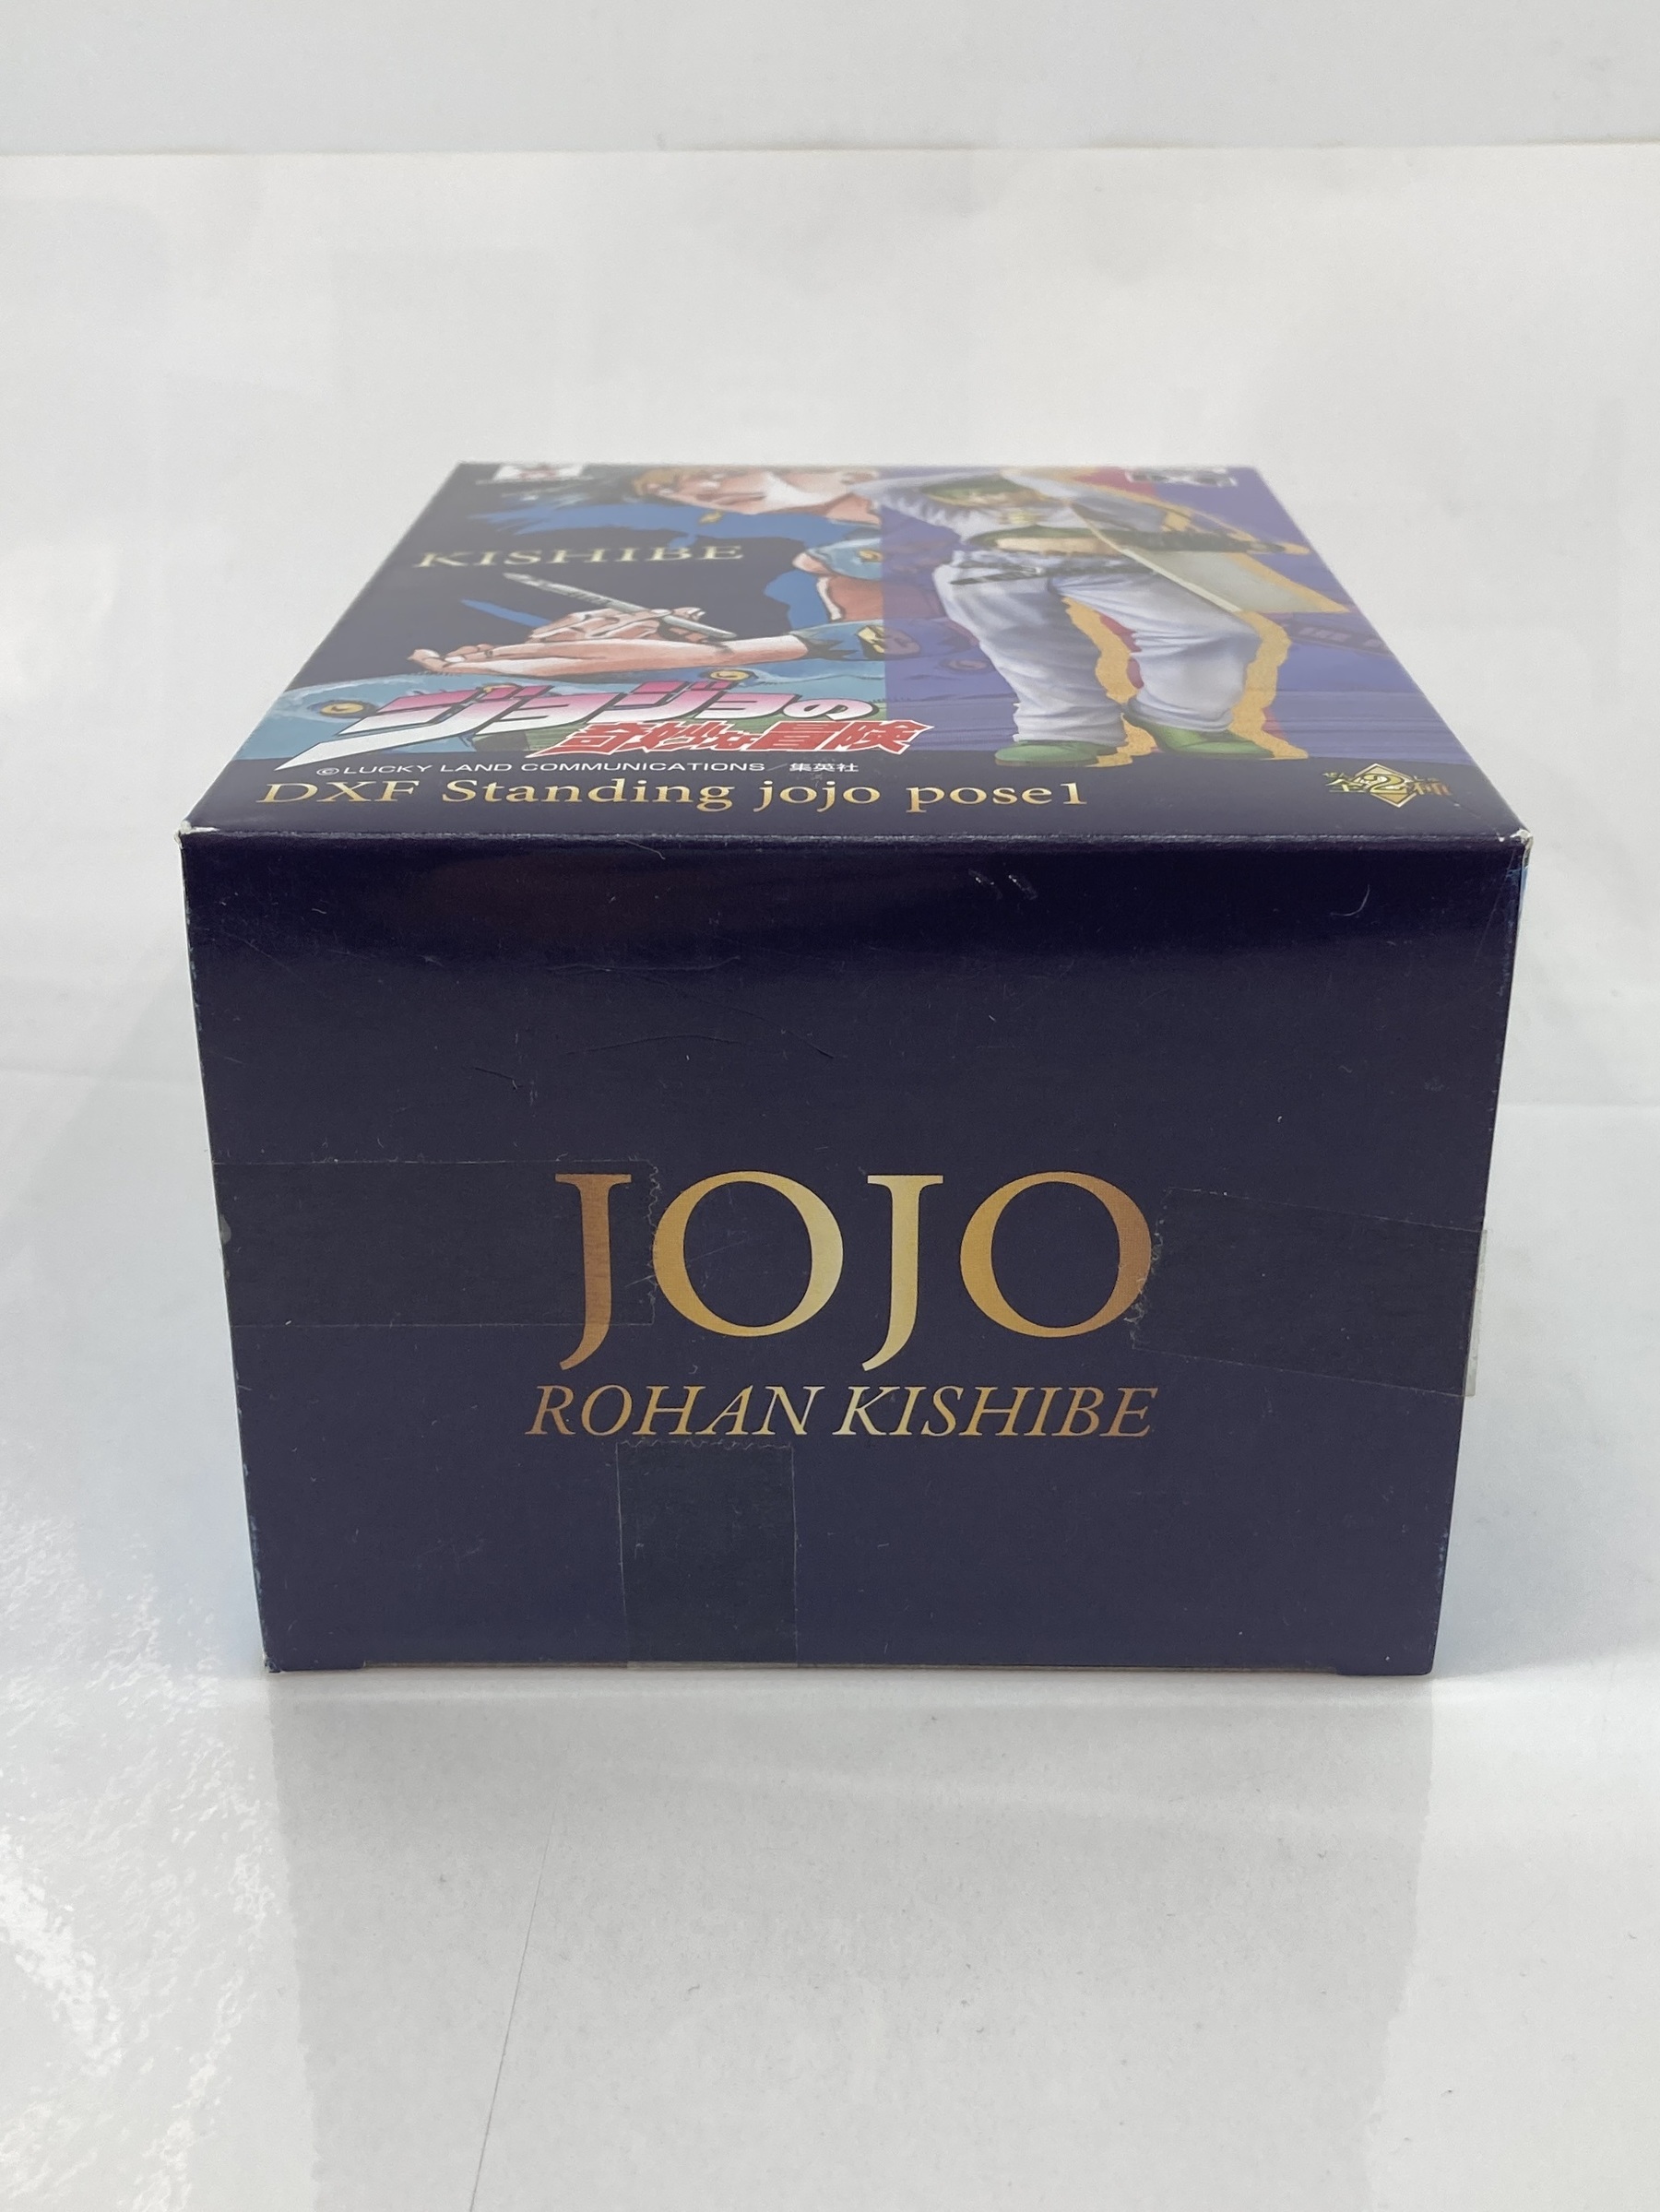 KISHIBE
ジョジョの
奇妙な冒険
©LUCKY LAND COMMUNICATIONS／集英社
DXF Standing jojo pose1
全2種
JOJO
ROHAN KISHIBE